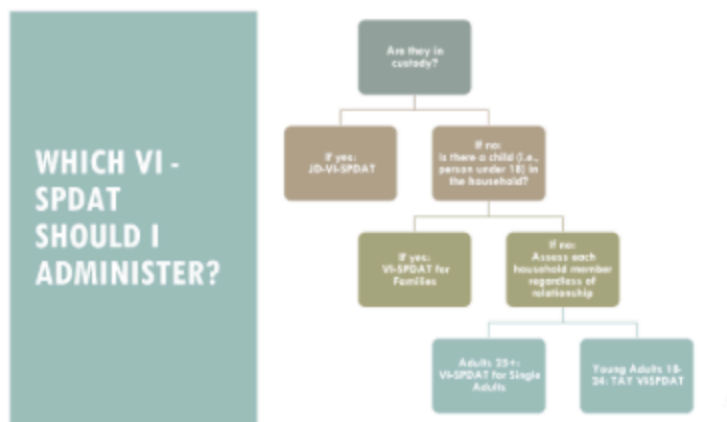 WHICH VI -
SPDAT
SHOULD I
ADMINISTER?
Are they in
custody?
If yes:
JD-VI-SPDAT
If no:
Is there a child (i.e.,
person under 18) in
the household?
If yes:
VI-SPDAT for
Families
If no:
Assess each
household member
regardless of
relationship
Adults 25+:
VI-SPDAT for Single
Adults
Young Adults 18-
24: TAY VISPDAT